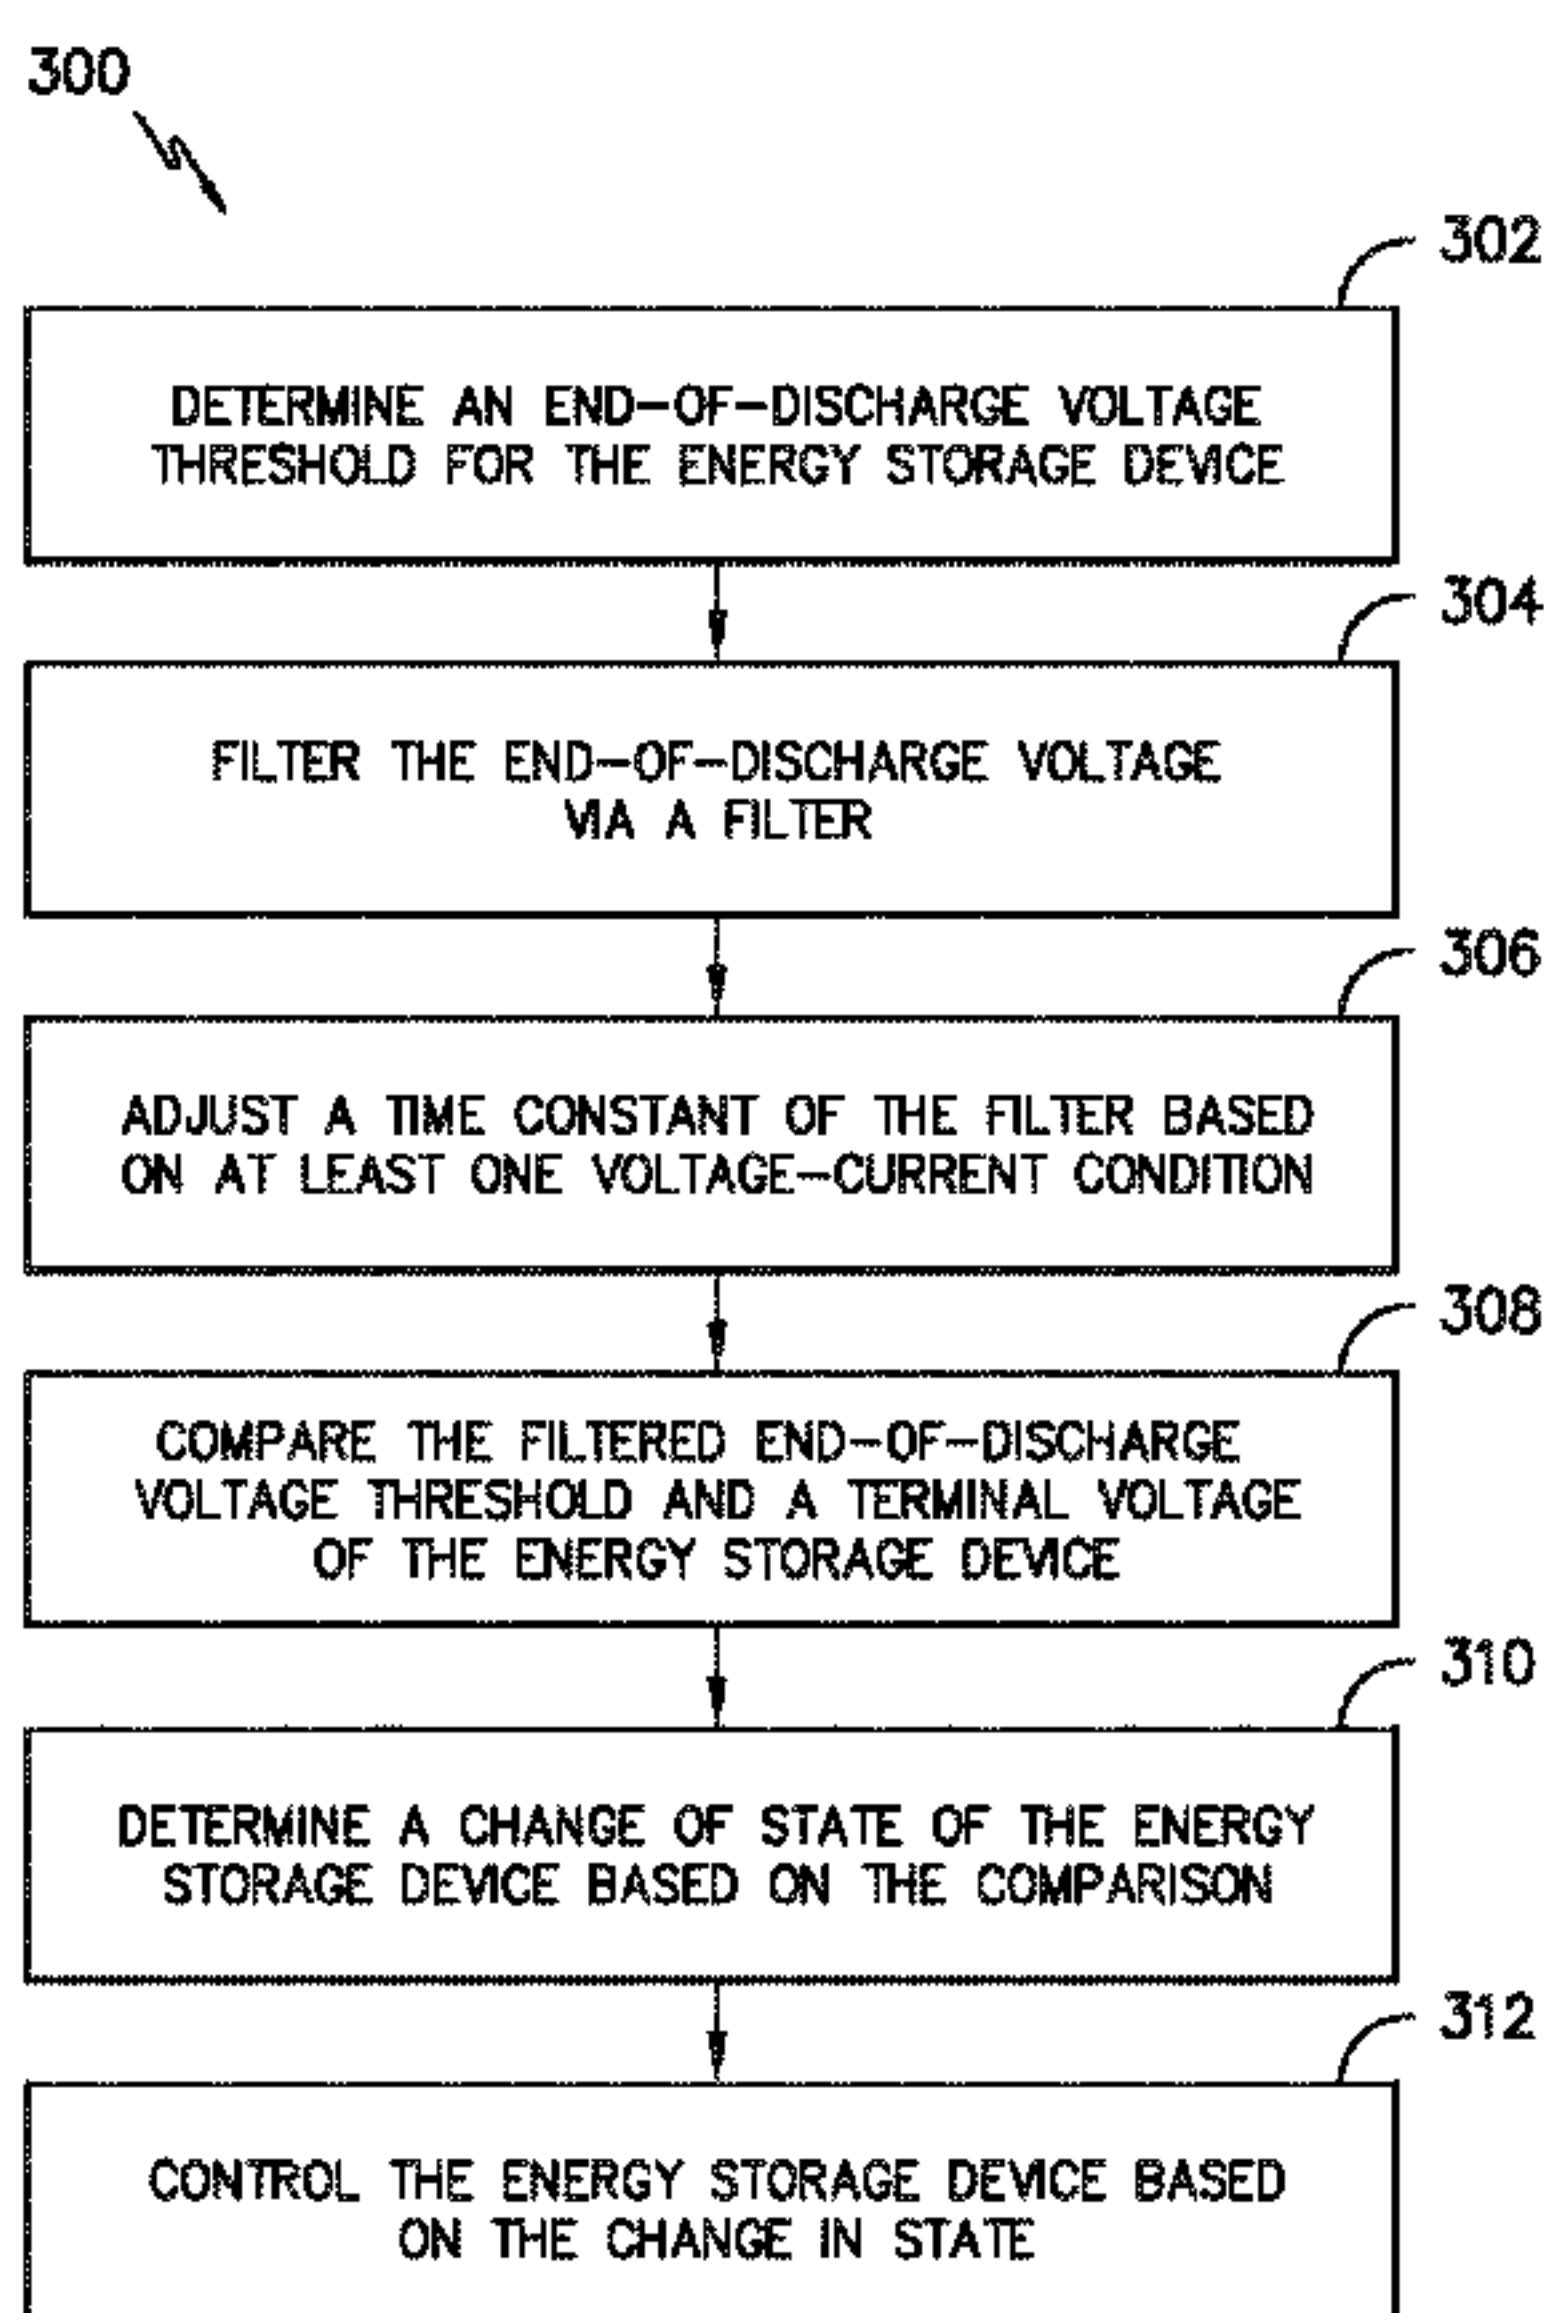 300
302
DETERMINE AN END-OF-DISCHARGE VOLTAGE
THRESHOLD FOR THE ENERGY STORAGE DEVICE
304
FILTER THE END-OF-DISCHARGE VOLTAGE
VIA A FILTER
306
ADJUST A TIME CONSTANT OF THE FILTER BASED
ON AT LEAST ONE VOLTAGE-CURRENT CONDITION
308
COMPARE THE FILTERED END-OF-DISCHARGE
VOLTAGE THRESHOLD AND A TERMINAL VOLTAGE
OF THE ENERGY STORAGE DEVICE
310
DETERMINE A CHANGE OF STATE OF THE ENERGY
STORAGE DEVICE BASED ON THE COMPARISON
312
CONTROL THE ENERGY STORAGE DEVICE BASED
ON THE CHANGE IN STATE